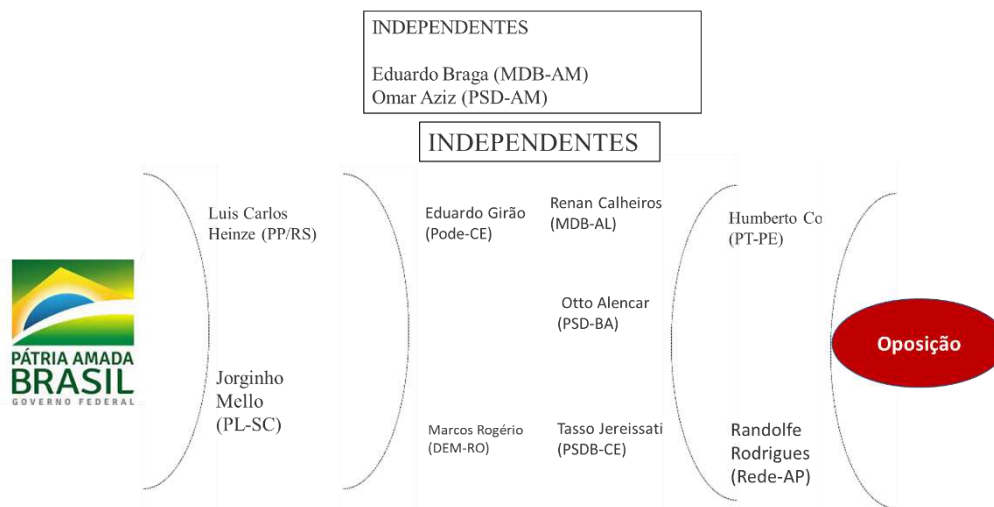 INDEPENDENTES
Eduardo Braga (MDB-AM)
Omar Aziz (PSD-AM)
INDEPENDENTES
Luis Carlos
Heinze (PP/RS)
Eduardo Girão
(Pode-CE)
Renan Calheiros
(MDB-AL)
Humberto Co
(PT-PE)
Otto Alencar
(PSD-BA)
PÁTRIA AMADA
BRASIL
GOVERNO FEDERAL
Oposição
Jorginho
Mello
(PL-SC)
Marcos Rogério
(DEM-RO)
Tasso Jereissati
(PSDB-CE)
Randolfe
Rodrigues
(Rede-AP)